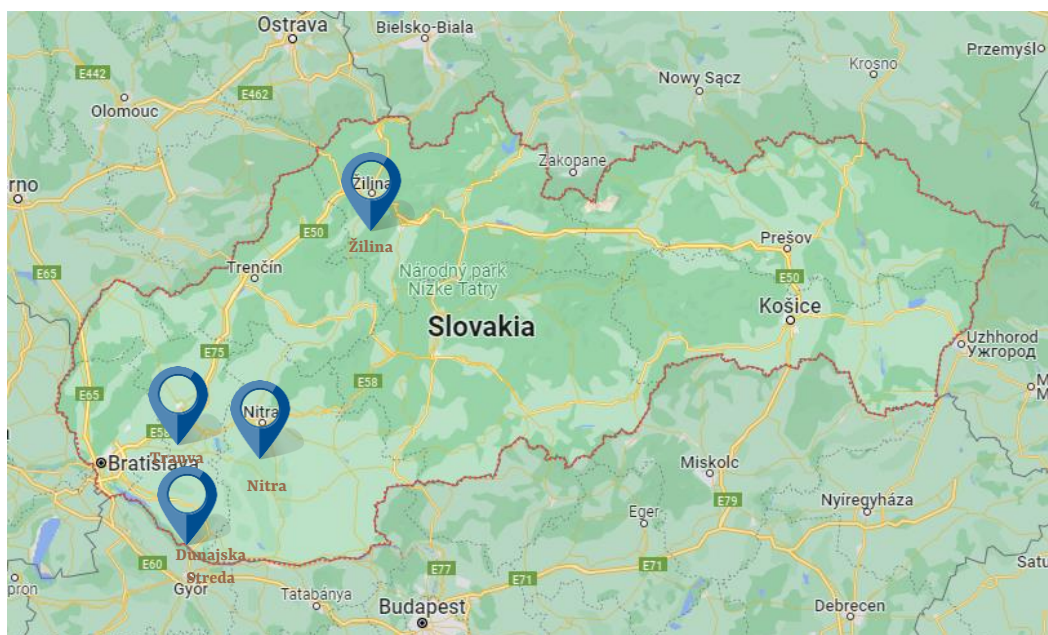 Ostrava
Bielsko-Biala
Przemyśl
Krosno
E442
Nowy Sącz
E462
Olomouc
Zakopane
rno
Žilina
E50
Žilina
Prešov
E65
Trenčín
Národný park
Nízke Tatry
E50
Košice
Slovakia
Uzhhorod
Ужгород
E75
E58
E65
M
M
Nitra
E58
Tranva
Bratislava
Miskolc
Nitra
E79
Nyíregyháza
Eger
Dunajska
Streda
E60
E77
E71
E71
Satu
pron
Győr
Tatabánya
Budapest
Debrecen